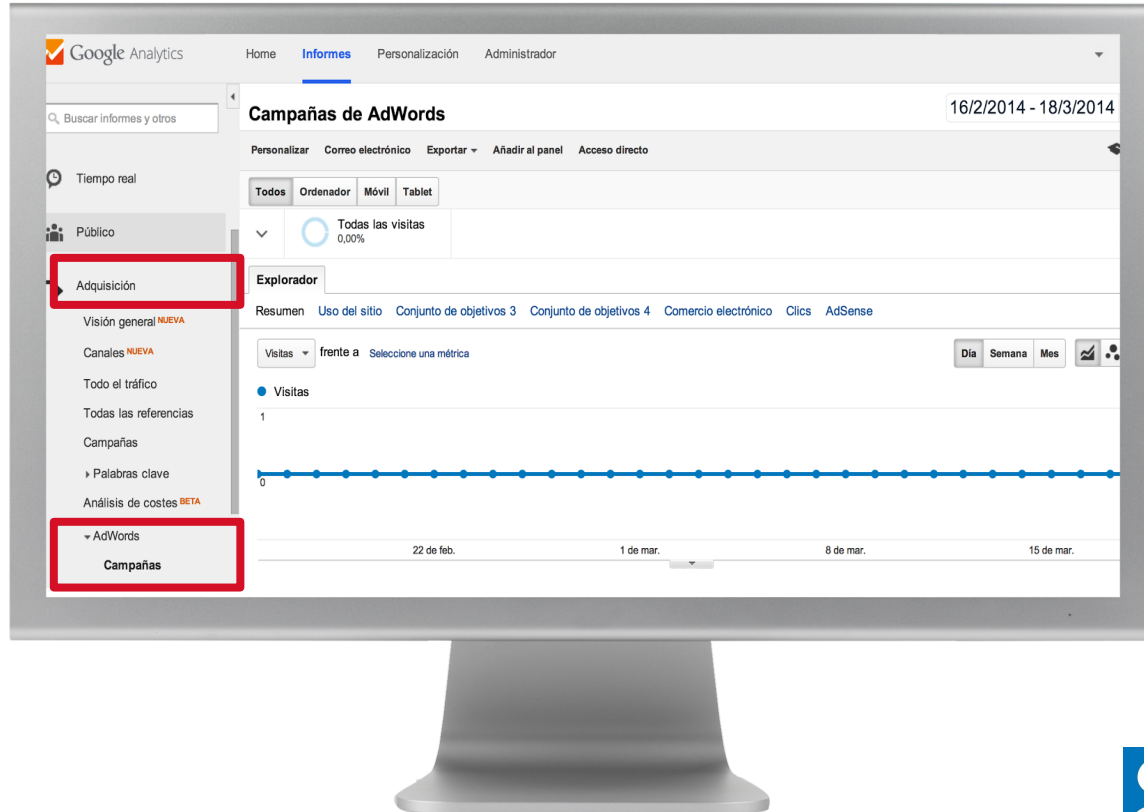 Google Analytics
Home Informes Personalización Administrador
Buscar informes y otros
Campañas de AdWords
16/2/2014 - 18/3/2014
Personalizar Correo electrónico Exportar Añadir al panel Acceso directo
Tiempo real
Todos Ordenador Móvil Tablet
Público
Todas las visitas
0,00%
Adquisición
Explorador
Visión general NUEVA
Resumen Uso del sitio Conjunto de objetivos 3 Conjunto de objetivos 4 Comercio electrónico Clics AdSense
Canales NUEVA
Visitas frente a Seleccione una métrica
Día Semana Mes
Todo el tráfico
Visitas
Todas las referencias
1
Campañas
Palabras clave
0
Análisis de costes BETA
AdWords
22 de feb. 1 de mar. 8 de mar. 15 de mar.
Campañas